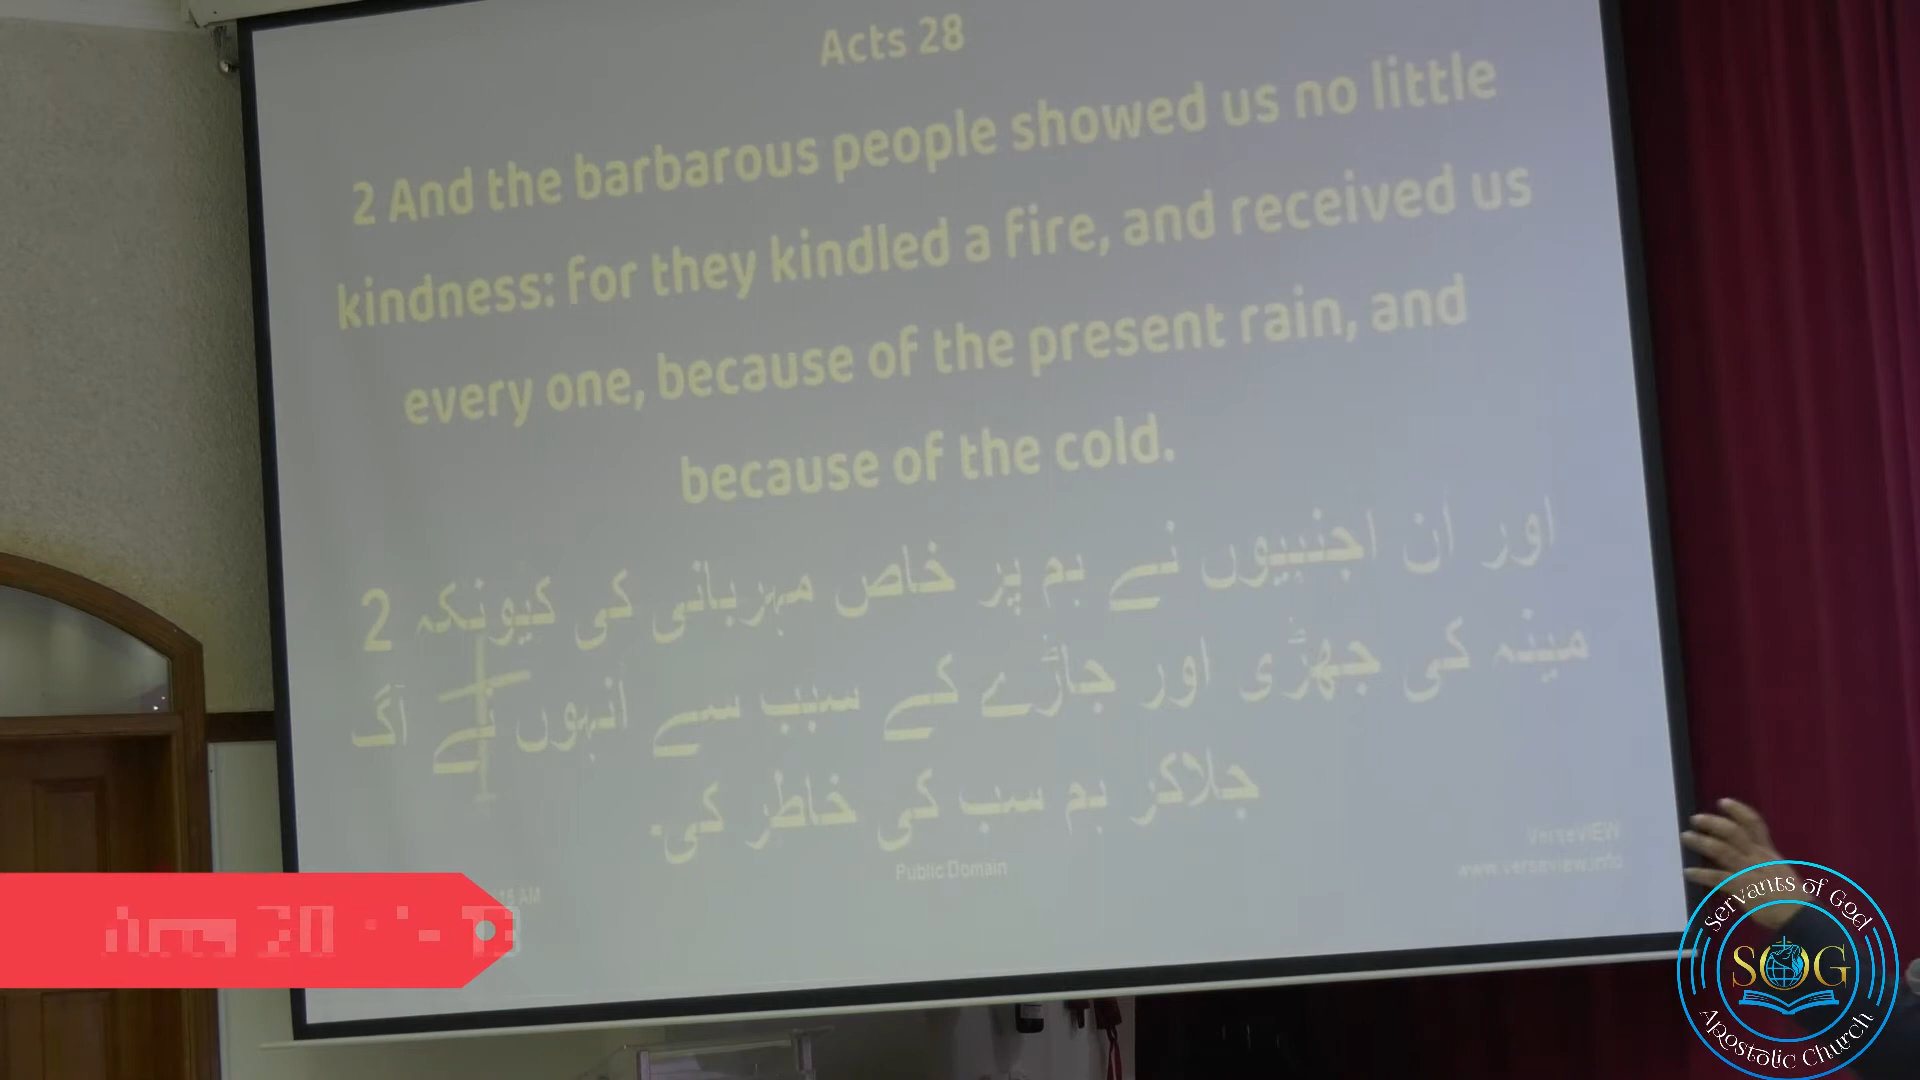 Acts 28
2 And the barbarous people showed us no little
kindness: for they kindled a fire, and received us
every one, because of the present rain, and
because of the cold.
اور اُن اجنبیوں نے ہم پر خاص مہربانی کی کیونکہ 2
مینہ کی جھڑی اور جاڑے کے سبب سے اُنہوں نے آگ
جلاکر ہم سب کی خاطر کی.
Public Domain
VerseVIEW
www.verseview.info
AM
Servants of God
SOG
Apostolic Church